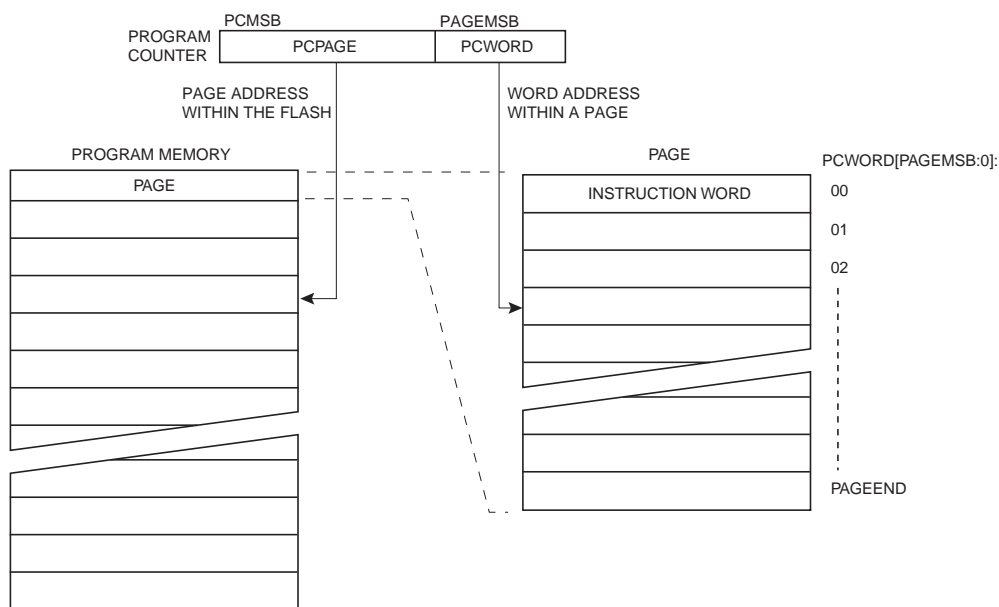 PCMSB PAGEMSB
PROGRAM
COUNTER
PCPAGE PCWORD
PAGE ADDRESS
WITHIN THE FLASH
WORD ADDRESS
WITHIN A PAGE
PROGRAM MEMORY
PAGE
PAGE
INSTRUCTION WORD
PCWORD[PAGEMSB:0]:
00
01
02
PAGEEND